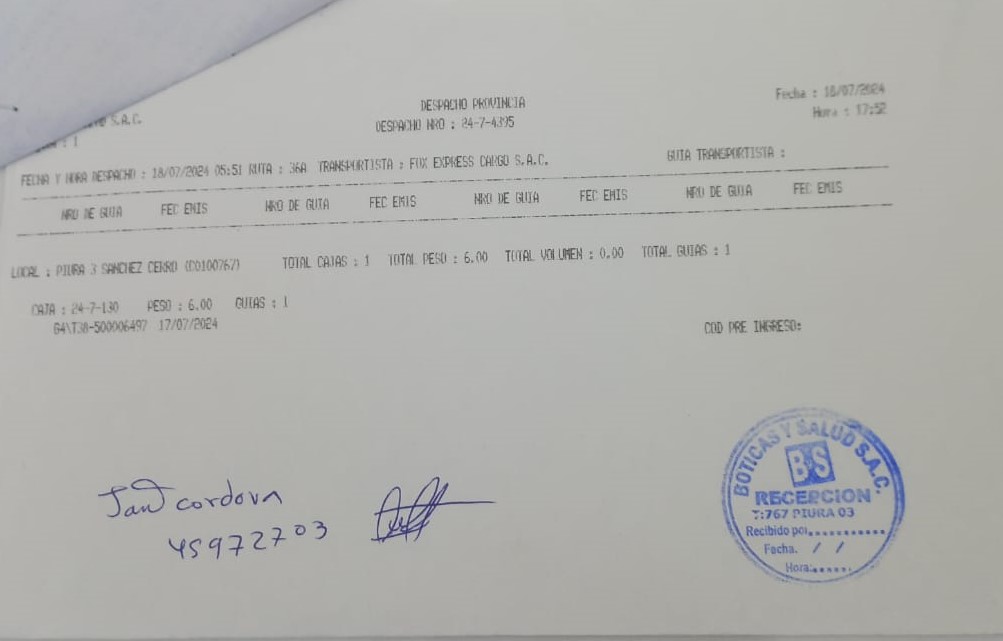 S.A.C.
: 1
DESPACHO PROVINCIA
DESPACHO NRO : 24-7-4395
Fecha : 18/07/2024
Hora : 17:52
FECHA Y HORA DESPACHO : 18/07/2024 05:51 RUTA : 36A TRANSPORTISTA : FOX EXPRESS CARGO S.A.C. GUIA TRANSPORTISTA :
NRO DE GUIA FEC EMIS NRO DE GUIA FEC EMIS NRO DE GUIA FEC EMIS NRO DE GUIA FEC EMIS
LOCAL : PIURA 3 SANCHEZ CERRO (C0100767) TOTAL CAJAS : 1 TOTAL PESO : 6.00 TOTAL VOLUMEN : 0.00 TOTAL GUIAS : 1
CAJA : 24-7-130 PESO : 6.00 GUIAS : 1
G4\T38-500006497 17/07/2024
COD PRE INGRESO:
cordova
45972703
BOTICAS Y SALUD S.A.C.
BS
RECEPCION
T:767 PIURA 03
Recibido por............
Fecha. / /
Hora:......